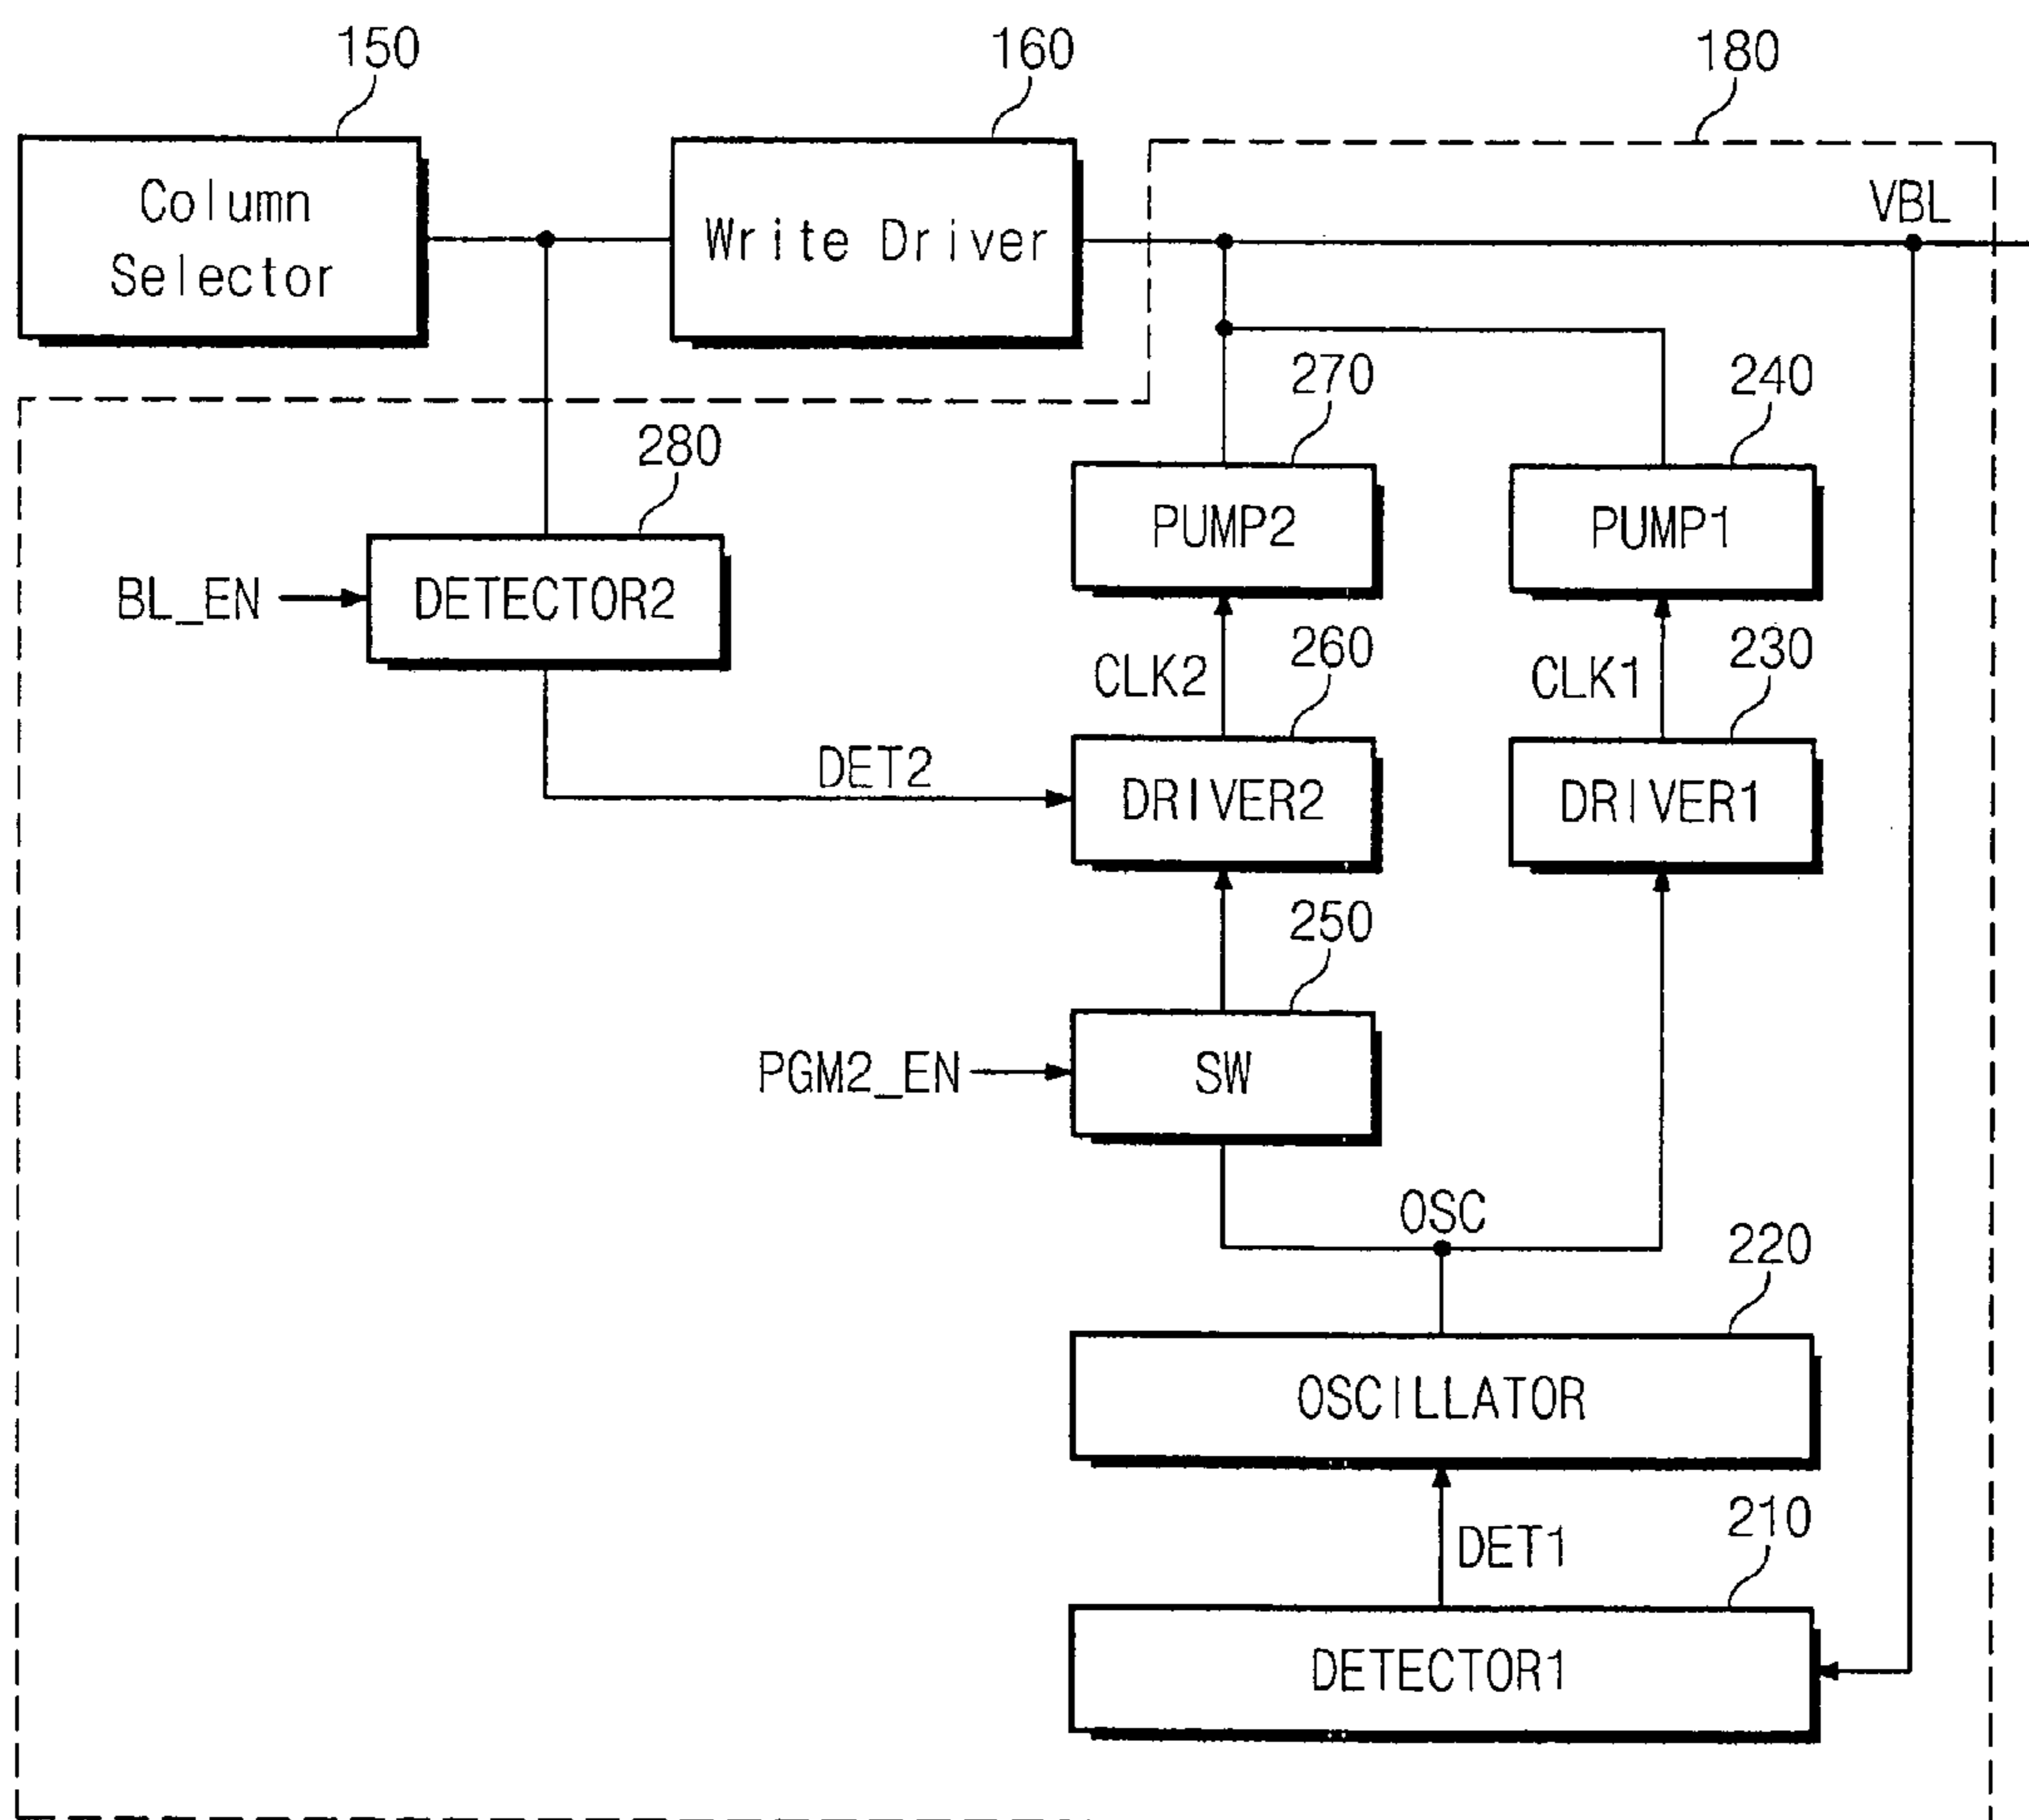 150
160
180
Column
Selector
Write Driver
VBL
270
240
280
PUMP2
PUMP1
BL_EN
DETECTOR2
CLK2
260
CLK1
230
DET2
DRIVER2
DRIVER1
250
PGM2_EN
SW
OSC
220
OSCILLATOR
DET1
210
DETECTOR1